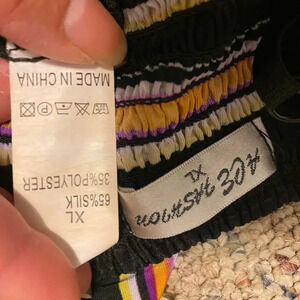 XL
65%SILK
35%POLYESTER
MADE IN CHINA
XL